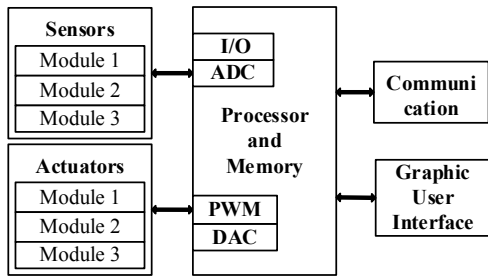 Sensors
Module 1
Module 2
Module 3
Actuators
Module 1
Module 2
Module 3
I/O
ADC
Processor
and
Memory
PWM
DAC
Communi
cation
Graphic
User
Interface